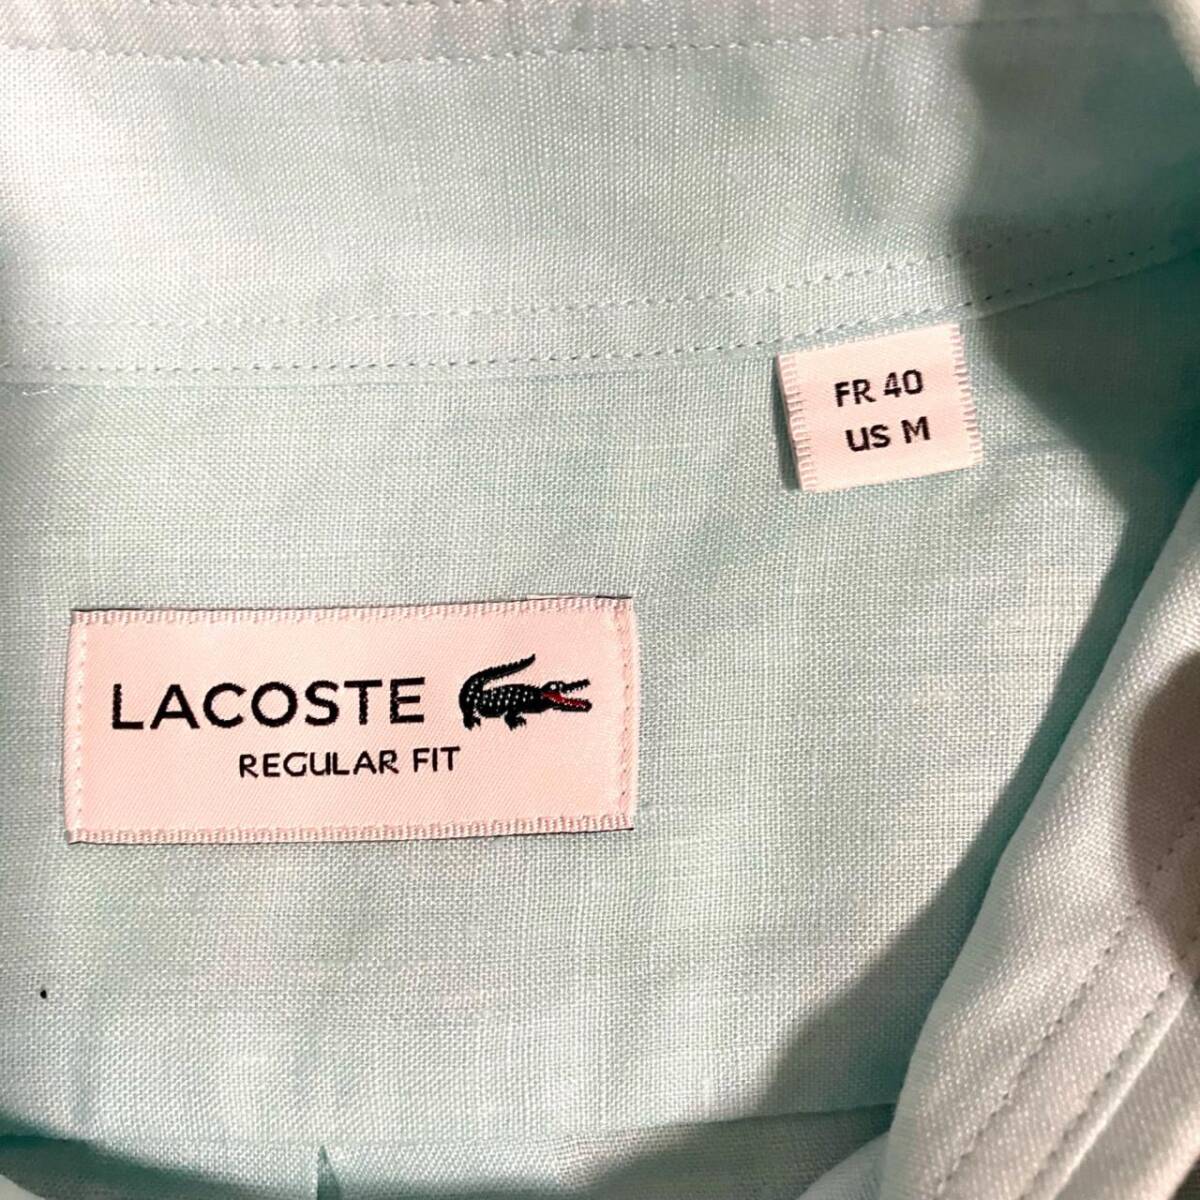 FR 40
US M
LACOSTE
REGULAR FIT